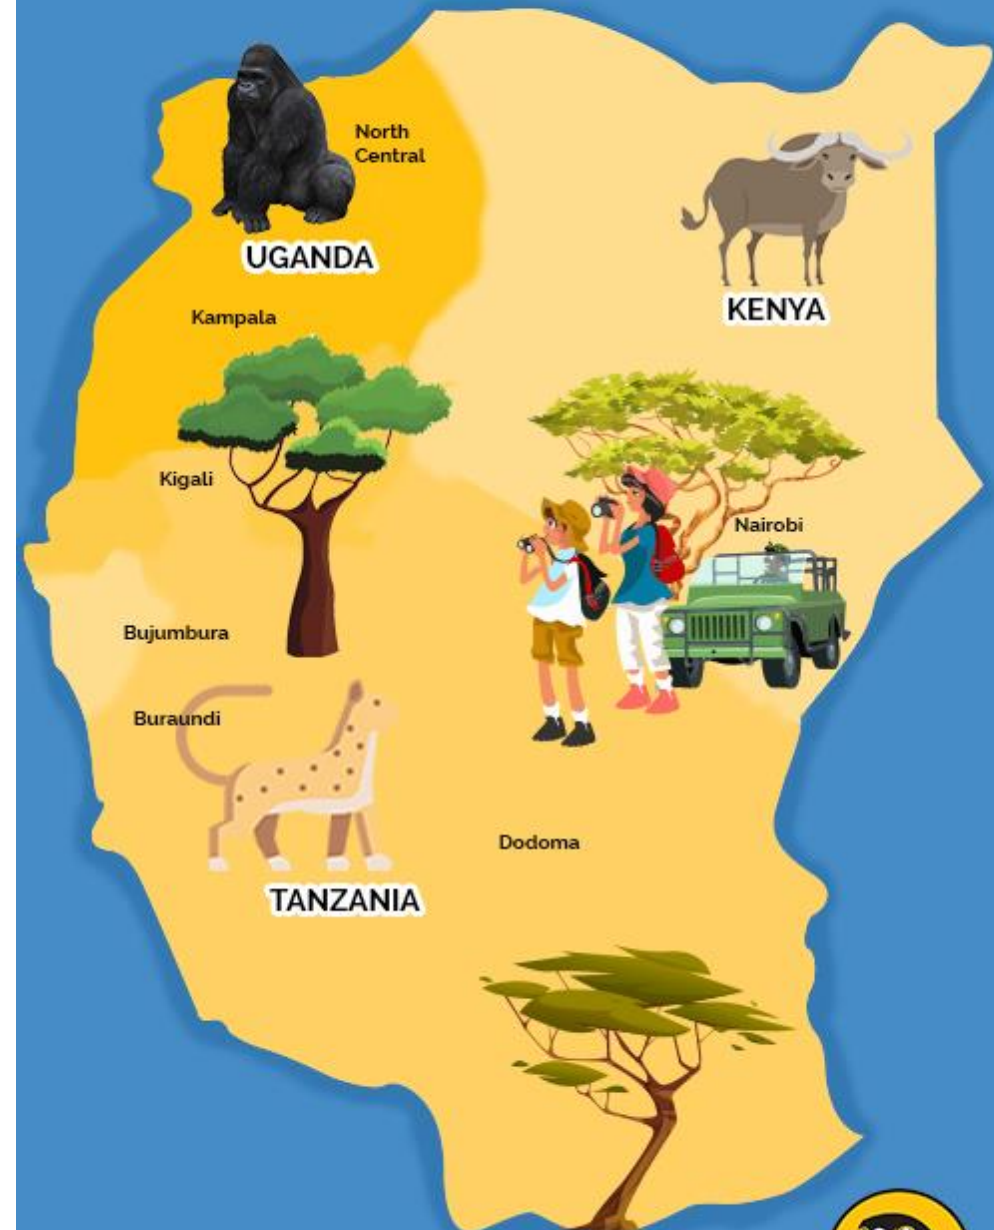 North
Central
UGANDA
KENYA
Kampala
Kigali
Nairobi
Bujumbura
Buraundi
Dodoma
TANZANIA